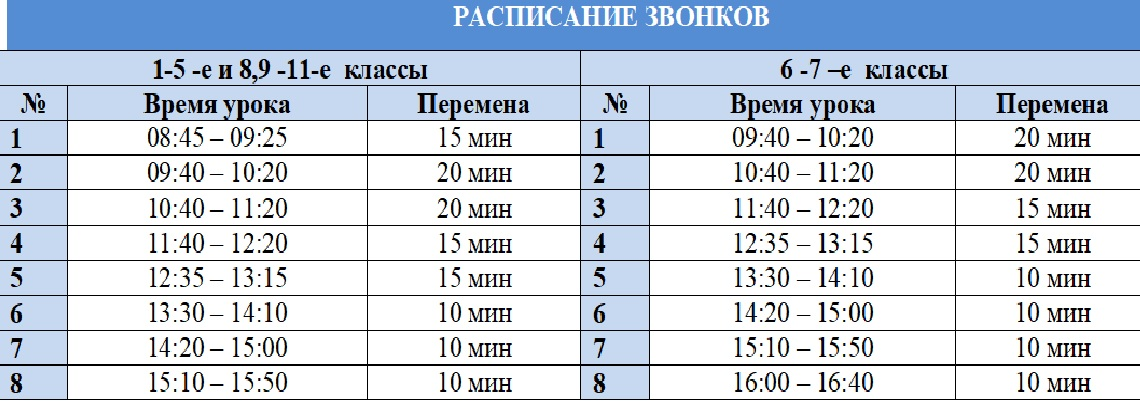 РАСПИСАНИЕ ЗВОНКОВ
1-5 -е и 8,9 -11-е классы 6 -7 –е классы
№ Время урока Перемена № Время урока Перемена
1 08:45 – 09:25 15 мин 1 09:40 – 10:20 20 мин
2 09:40 – 10:20 20 мин 2 10:40 – 11:20 20 мин
3 10:40 – 11:20 20 мин 3 11:40 – 12:20 15 мин
4 11:40 – 12:20 15 мин 4 12:35 – 13:15 15 мин
5 12:35 – 13:15 15 мин 5 13:30 – 14:10 10 мин
6 13:30 – 14:10 10 мин 6 14:20 – 15:00 10 мин
7 14:20 – 15:00 10 мин 7 15:10 – 15:50 10 мин
8 15:10 – 15:50 10 мин 8 16:00 – 16:40 10 мин